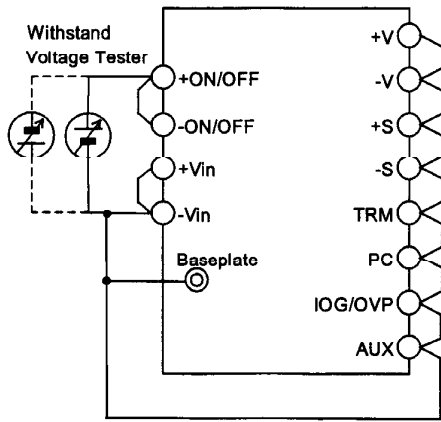 Withstand
Voltage Tester
+ON/OFF
-ON/OFF
+Vin
-Vin
Baseplate
+V
-V
+S
-S
TRM
PC
IOG/OVP
AUX